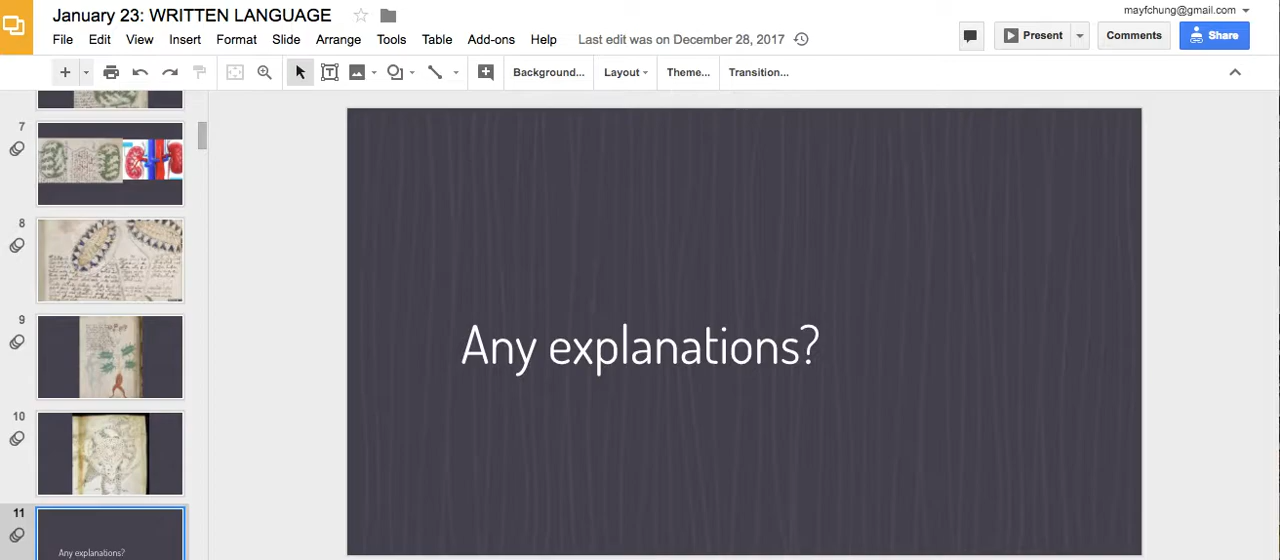 January 23: WRITTEN LANGUAGE
mayfchung@gmail.com
File Edit View Insert Format Slide Arrange Tools Table Add-ons Help Last edit was on December 28, 2017
Present Comments Share
Background... Layout Theme... Transition...
7
8
9
10
11
Any explanations?
Any explanations?